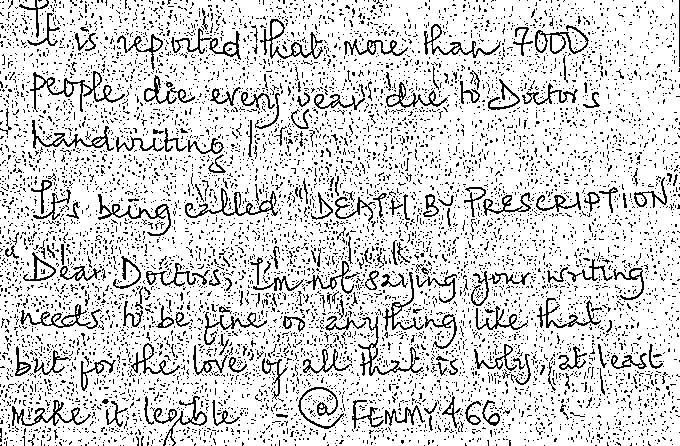 It is reported that more than 7000
people die every year due to Doctor's
handwriting!
It's being called "DEATH BY PRESCRIPTION"
"Dear Doctors, I'm not saying your writing
needs to be fine or anything like that,
but for the love of all that is holy, at least
make it legible - @FEMMY466